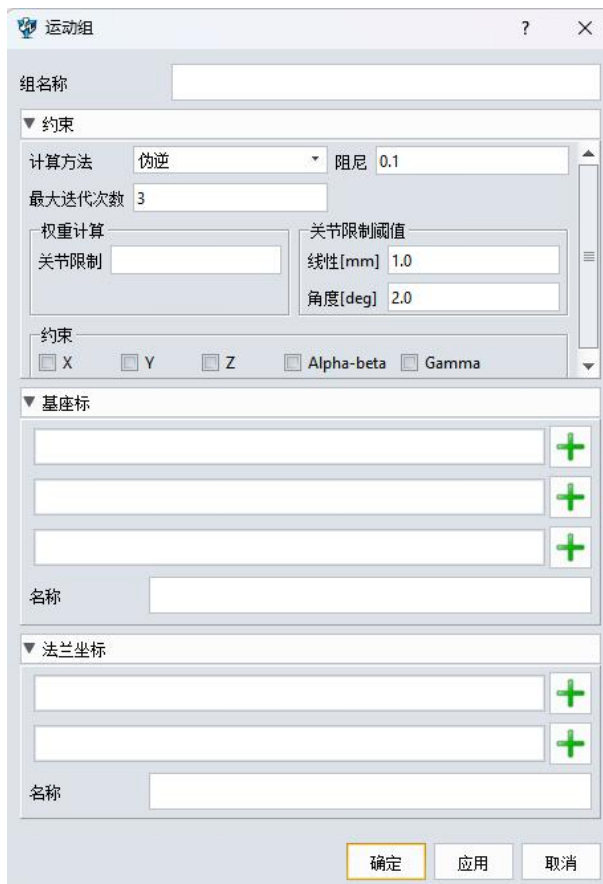 运动组
?
组名称
约束
计算方法 伪逆 阻尼 0.1
最大迭代次数 3
权重计算 关节限制阈值
关节限制 线性[mm] 1.0
角度[deg] 2.0
约束
X Y Z Alpha-beta Gamma
基座标
名称
法兰坐标
名称
确定 应用 取消